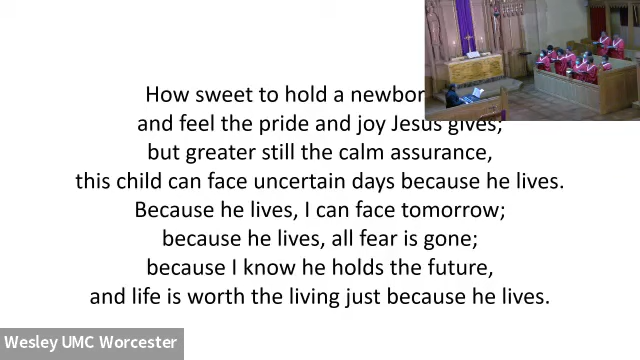 How sweet to hold a newbor
and feel the pride and joy Jesus gives;
but greater still the calm assurance,
this child can face uncertain days because he lives.
Because he lives, I can face tomorrow;
because he lives, all fear is gone;
because I know he holds the future,
and life is worth the living just because he lives.
Wesley UMC Worcester